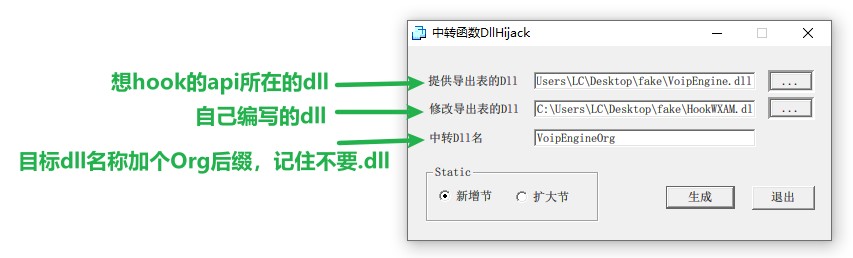 中转函数DllHijack
想hook的api所在的dll
提供导出表的Dll
Users\LC\Desktop\fake\VoipEngine.dll
...
自己编写的dll
修改导出表的Dll
C:\Users\LC\Desktop\fake\HookWXAM.dl
...
目标dll名称加个Org后缀，记住不要.dll
中转Dll名
VoipEngineOrg
Static
新增节
扩大节
生成
退出